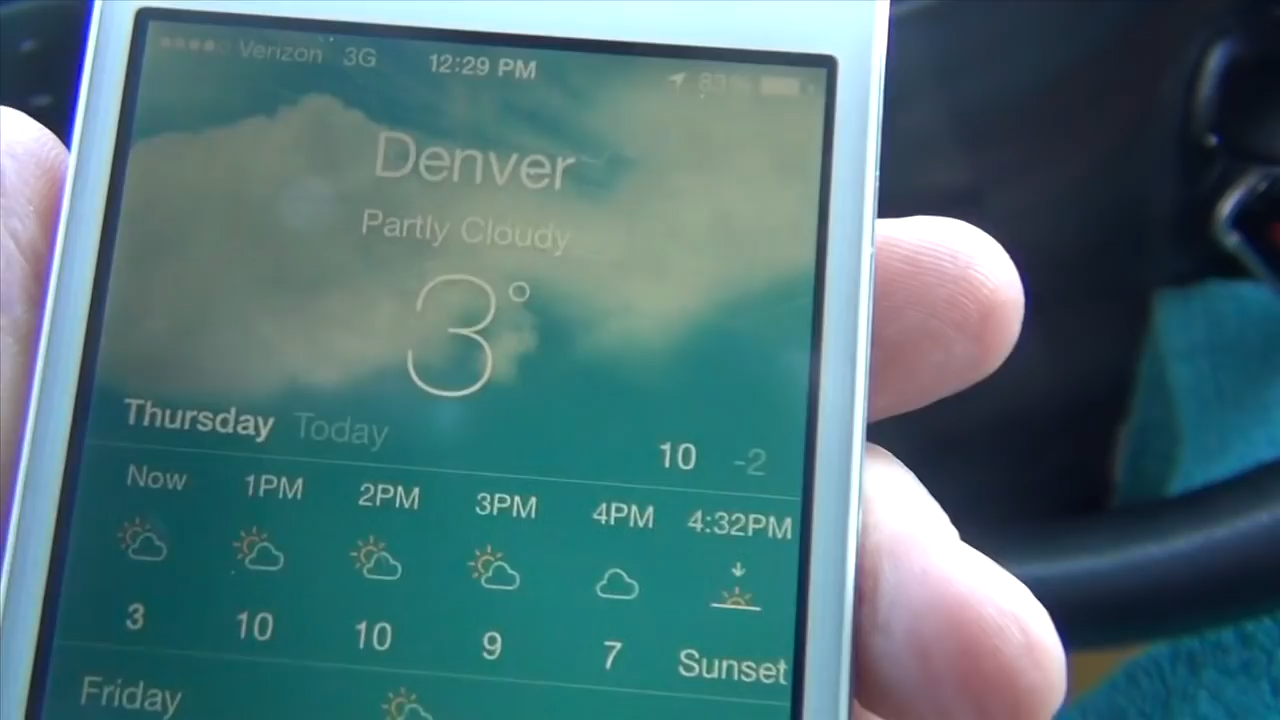 Verizon 3G 12:29 PM 83%
Denver
Partly Cloudy
3°
Thursday Today 10 -2
Now 1PM 2PM 3PM 4PM 4:32PM
3 10 10 9 7 Sunset
Friday